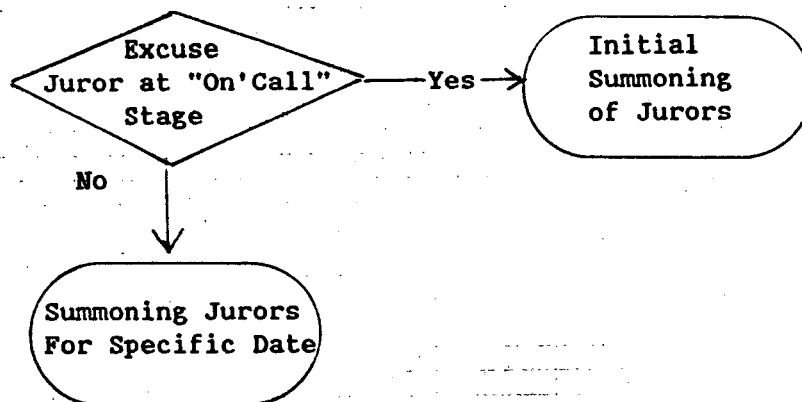 Excuse
Juror at "On'Call"
Stage
Yes
Initial
Summoning
of Jurors
No
Summoning Jurors
For Specific Date